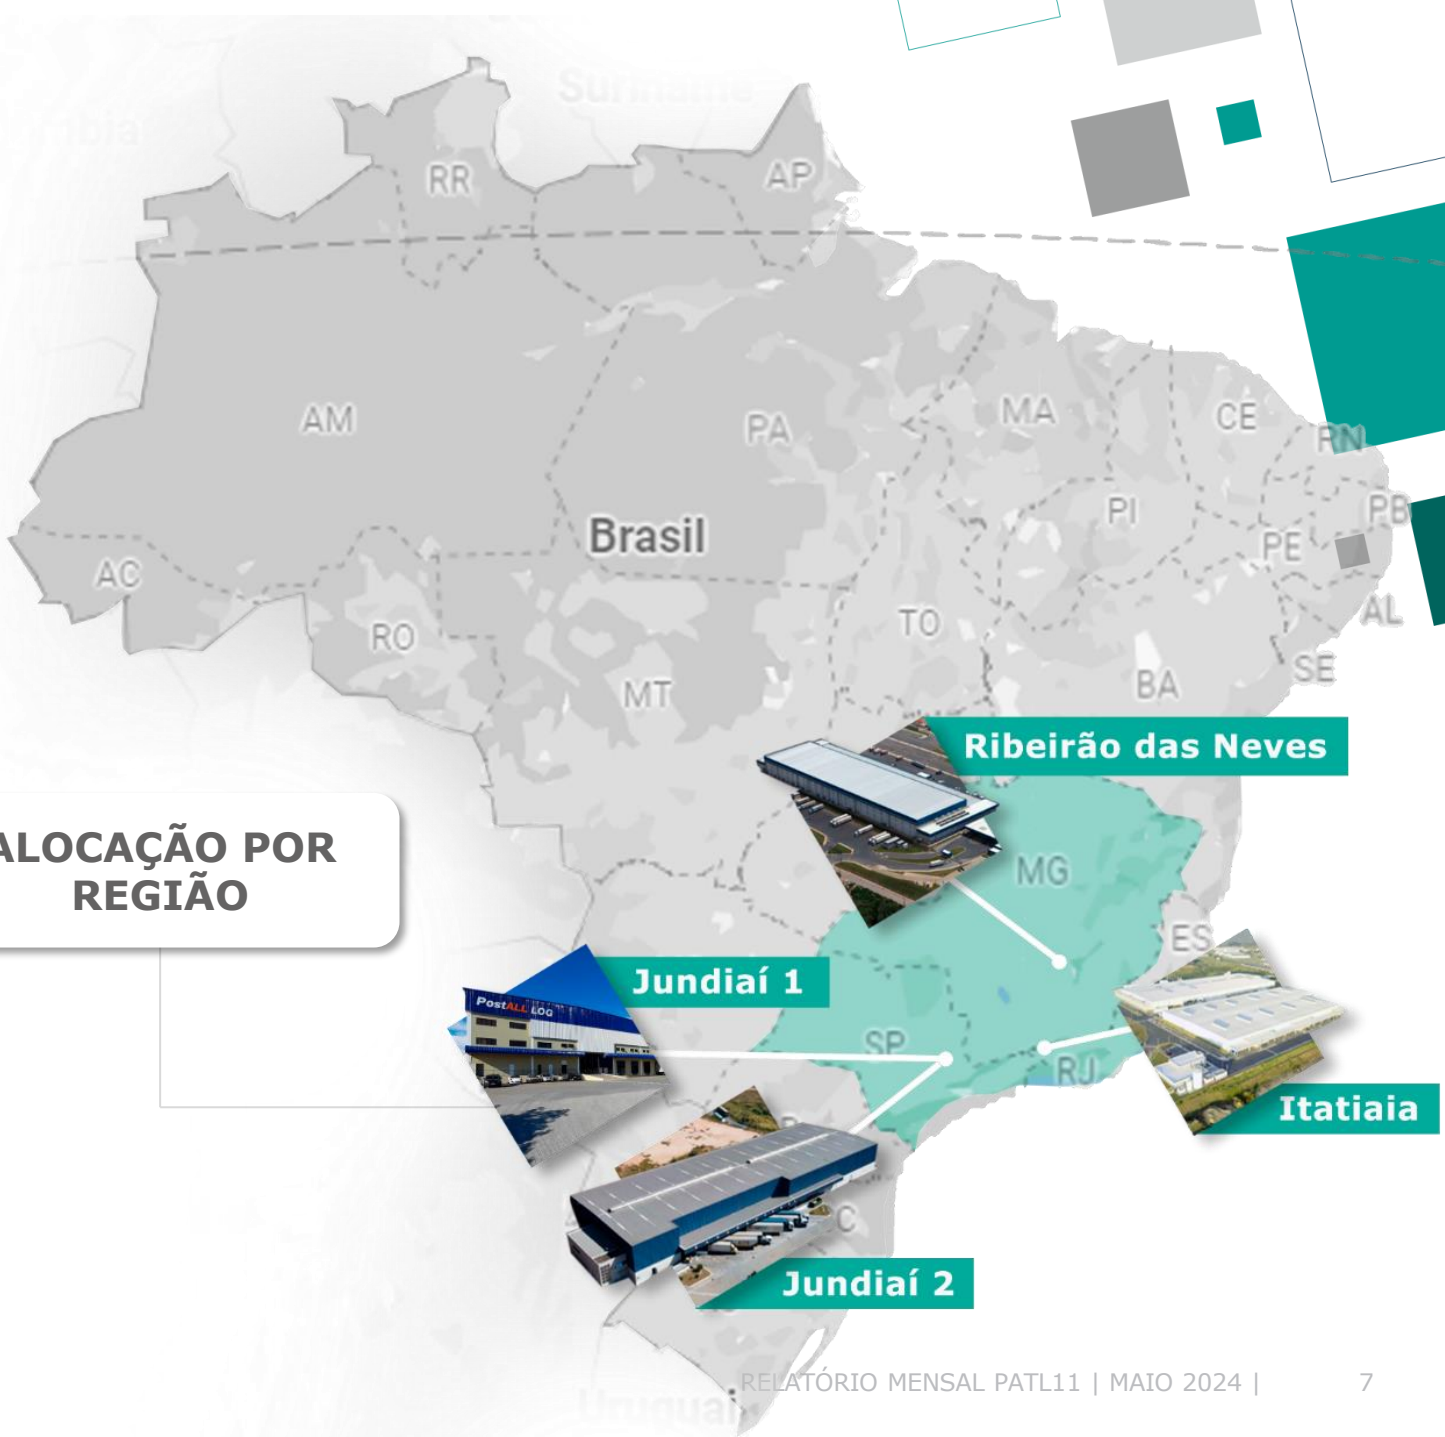 Suriname
RR
AP
AM
PA
MA
CE
RN
PB
PI
PE
Brasil
AC
AL
RO
TO
SE
MT
BA
Ribeirão das Neves
ALOCAÇÃO POR
REGIÃO
MG
ES
Jundiaí 1
PostALL LOG
SP
RJ
Itatiaia
C
Jundiaí 2
RELATÓRIO MENSAL PATL11 | MAIO 2024 | 7
Uruguai